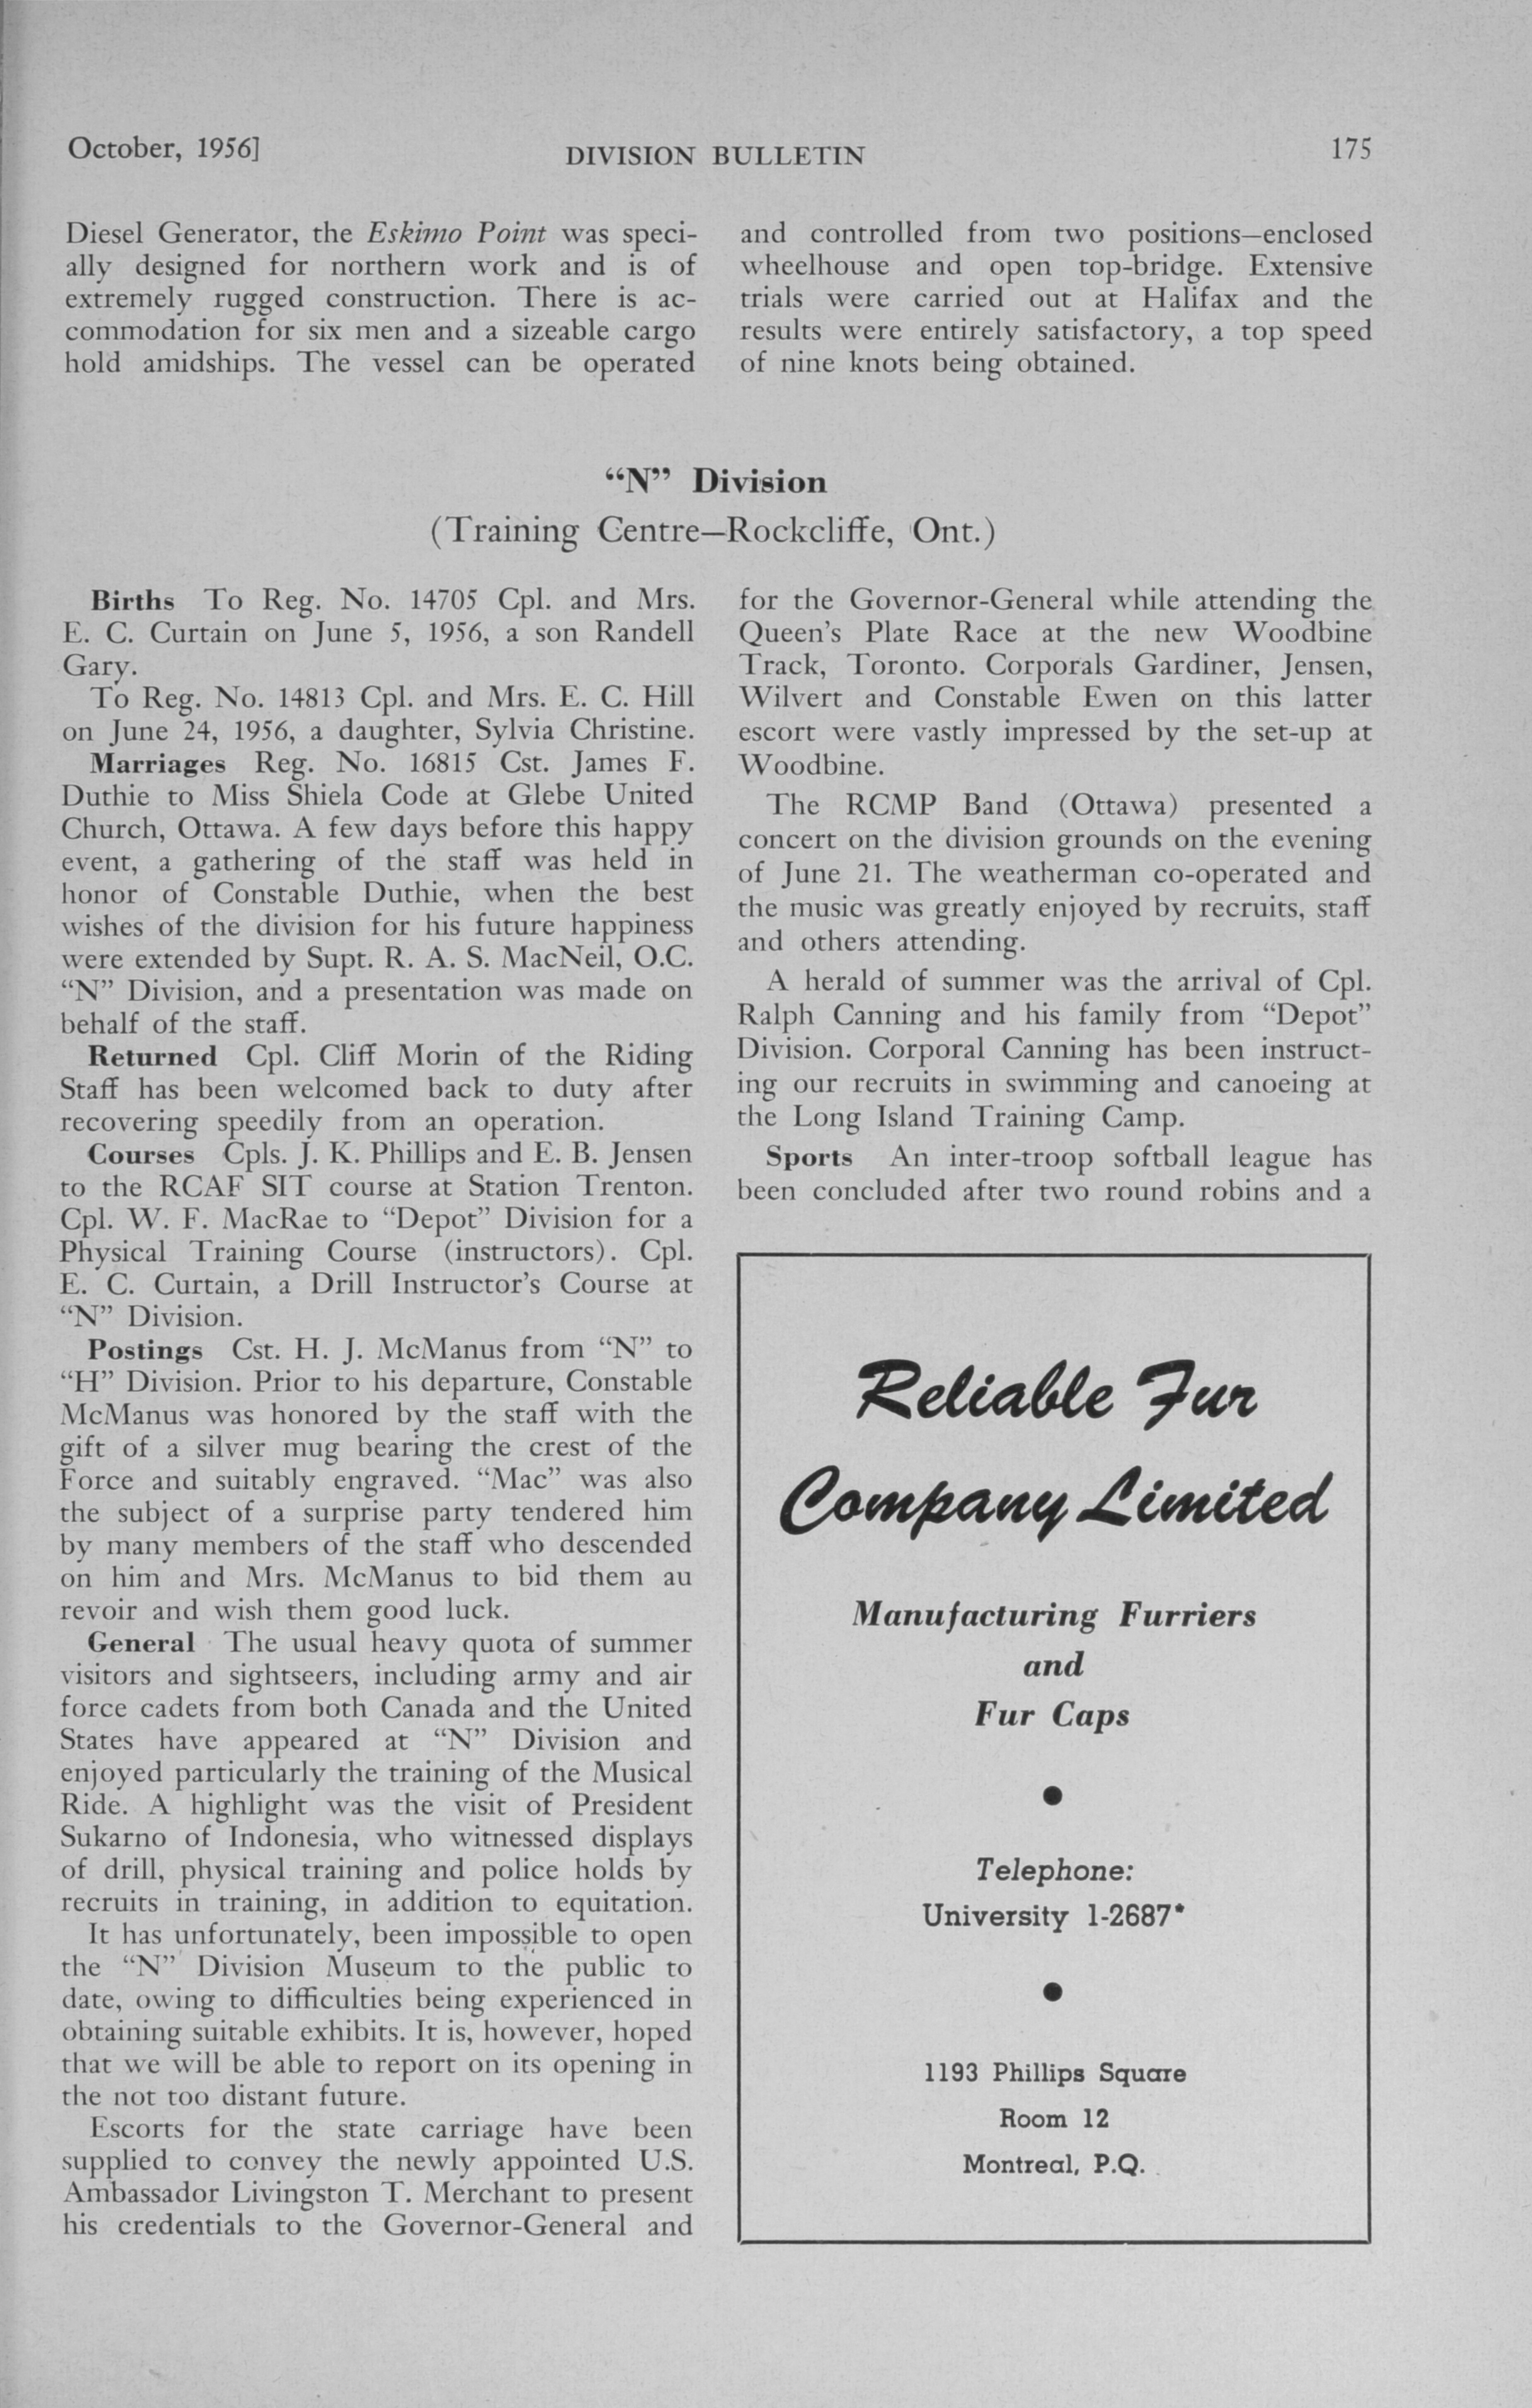 October, 1956]
DIVISION BULLETIN
175
Diesel Generator, the Eskimo Point was speci-
ally designed for northern work and is of
extremely rugged construction. There is ac-
commodation for six men and a sizeable cargo
hold amidships. The vessel can be operated
and controlled from two positions—enclosed
wheelhouse and open top-bridge. Extensive
trials were carried out at Halifax and the
results were entirely satisfactory, a top speed
of nine knots being obtained.
“N” Division
(Training Centre—Rockcliffe, Ont.)
Births To Reg. No. 14705 Cpl. and Mrs.
E. C. Curtain on June 5, 1956, a son Randell
Gary.
To Reg. No. 14813 Cpl. and Mrs. E. C. Hill
on June 24, 1956, a daughter, Sylvia Christine.
Marriages Reg. No. 16815 Cst. James F.
Duthie to Miss Shiela Code at Glebe United
Church, Ottawa. A few days before this happy
event, a gathering of the staff was held in
honor of Constable Duthie, when the best
wishes of the division for his future happiness
were extended by Supt. R. A. S. MacNeil, O.C.
“N” Division, and a presentation was made on
behalf of the staff.
Returned Cpl. Cliff Morin of the Riding
Staff has been welcomed back to duty after
recovering speedily from an operation.
Courses Cpls. J. K. Phillips and E. B. Jensen
to the RCAF SIT course at Station Trenton.
Cpl. W. F. MacRae to “Depot” Division for a
Physical Training Course (instructors). Cpl.
E. C. Curtain, a Drill Instructor's Course at
“N” Division.
Postings Cst. H. J. McManus from “N” to
“H” Division. Prior to his departure, Constable
McManus was honored by the staff with the
gift of a silver mug bearing the crest of the
Force and suitably engraved. “Mac” was also
the subject of a surprise party tendered him
by many members of the staff who descended
on him and Mrs. McManus to bid them au
revoir and wish them good luck.
General The usual heavy quota of summer
visitors and sightseers, including army and air
force cadets from both Canada and the United
States have appeared at “N” Division and
enjoyed particularly the training of the Musical
Ride. A highlight was the visit of President
Sukarno of Indonesia, who witnessed displays
of drill, physical training and police holds by
recruits in training, in addition to equitation.
It has unfortunately, been impossible to open
the “N” Division Museum to the public to
date, owing to difficulties being experienced in
obtaining suitable exhibits. It is, however, hoped
that we will be able to report on its opening in
the not too distant future.
Escorts for the state carriage have been
supplied to convey the newly appointed U.S.
Ambassador Livingston T. Merchant to present
his credentials to the Governor-General and
for the Governor-General while attending the
Queen's Plate Race at the new Woodbine
Track, Toronto. Corporals Gardiner, Jensen,
Wilvert and Constable Ewen on this latter
escort were vastly impressed by the set-up at
Woodbine.
The RCMP Band (Ottawa) presented a
concert on the division grounds on the evening
of June 21. The weatherman co-operated and
the music was greatly enjoyed by recruits, staff
and others attending.
A herald of summer was the arrival of Cpl.
Ralph Canning and his family from “Depot”
Division. Corporal Canning has been instruct-
ing our recruits in swimming and canoeing at
the Long Island Training Camp.
Sports An inter-troop softball league has
been concluded after two round robins and a
Reliable Fur
Company Limited
Manufacturing Furriers
and
Fur Caps
●
Telephone:
University 1-2687*
●
1193 Phillips Square
Room 12
Montreal, P.Q.